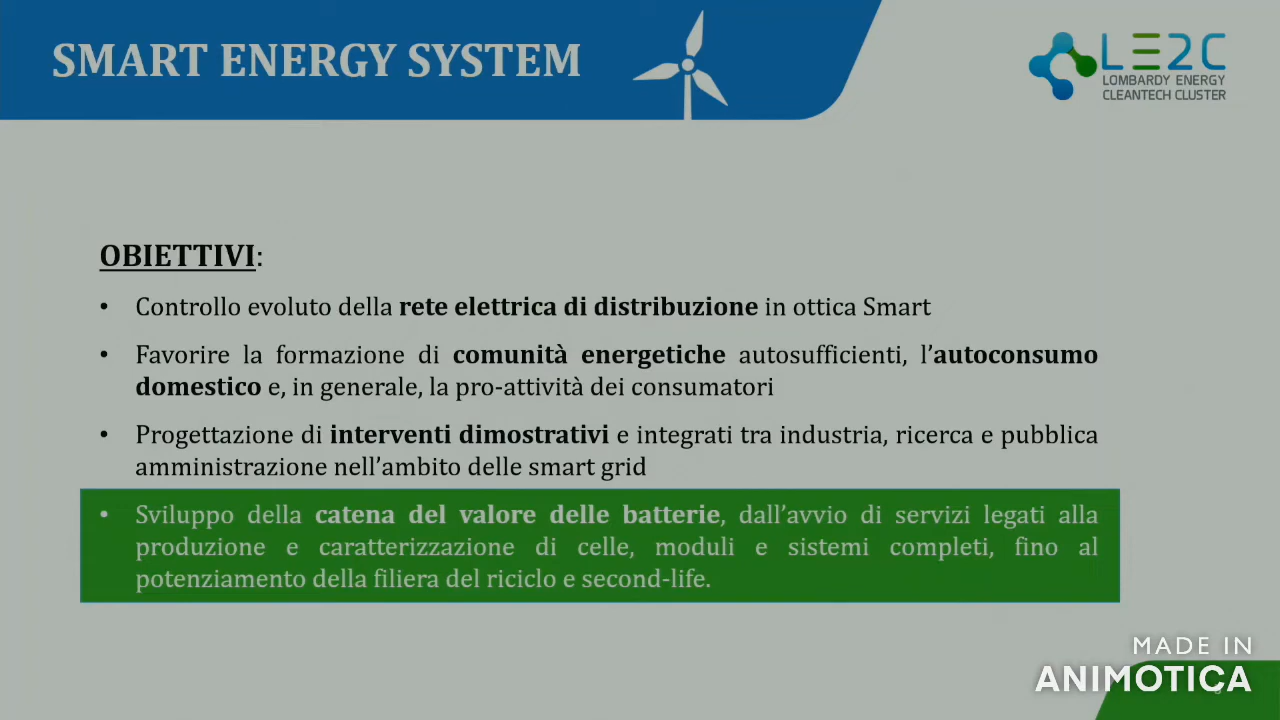 SMART ENERGY SYSTEM
LE2C
LOMBARDY ENERGY
CLEANTECH CLUSTER
OBIETTIVI:
• Controllo evoluto della rete elettrica di distribuzione in ottica Smart
• Favorire la formazione di comunità energetiche autosufficienti, l’autoconsumo
domestico e, in generale, la pro-attività dei consumatori
• Progettazione di interventi dimostrativi e integrati tra industria, ricerca e pubblica
amministrazione nell’ambito delle smart grid
• Sviluppo della catena del valore delle batterie, dall’avvio di servizi legati alla
produzione e caratterizzazione di celle, moduli e sistemi completi, fino al
potenziamento della filiera del riciclo e second-life.
MADE IN
ANIMOTICA